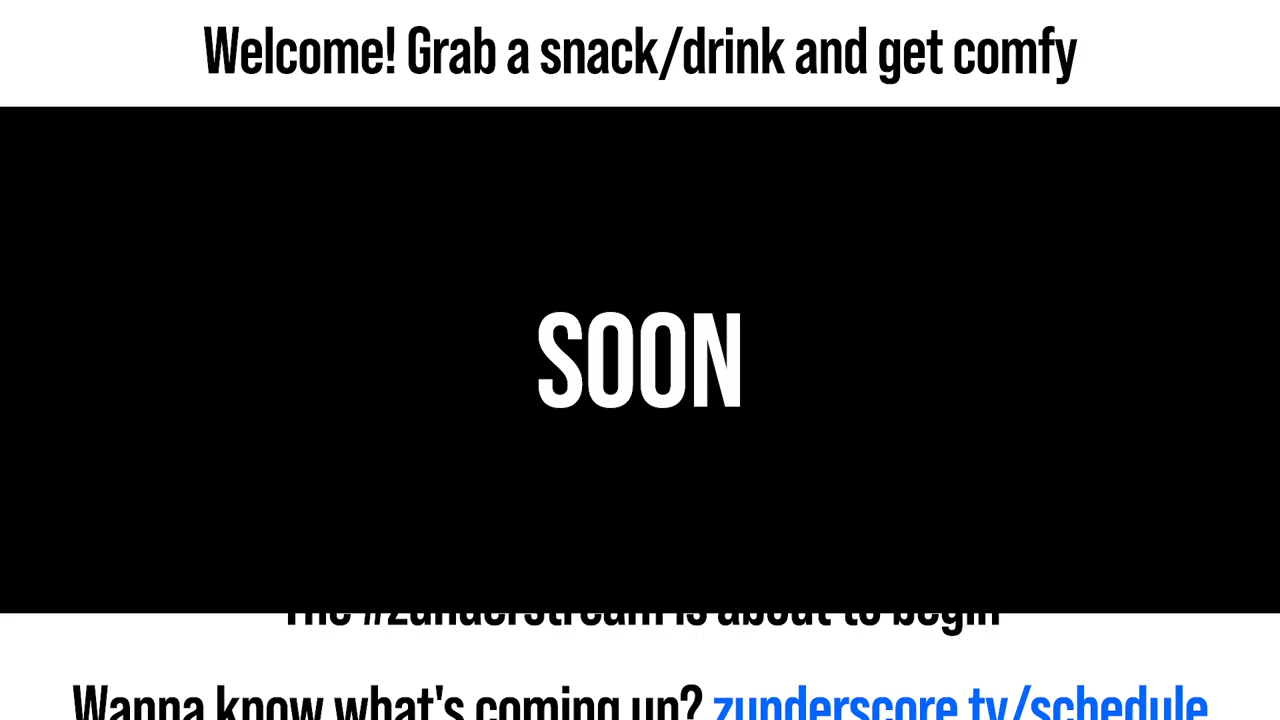 Welcome! Grab a snack/drink and get comfy
SOON
The #zunderstream is about to begin
Wanna know what's coming up? zunderscore.tv/schedule